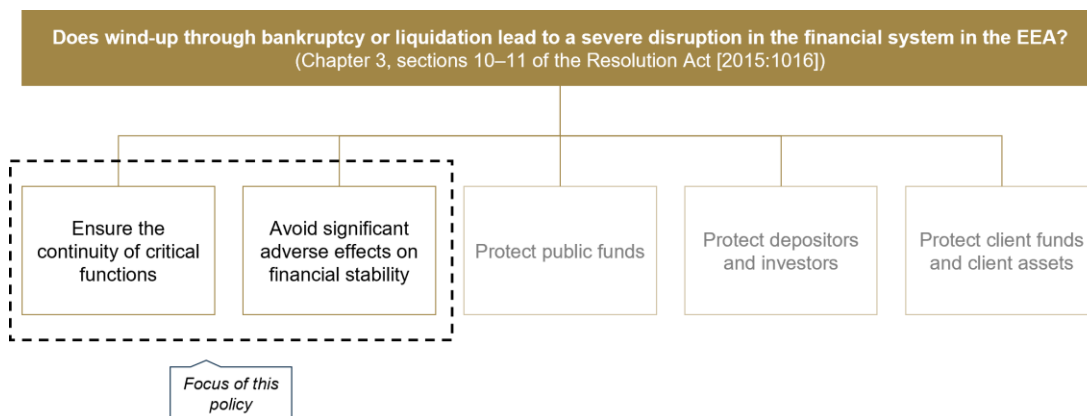 Does wind-up through bankruptcy or liquidation lead to a severe disruption in the financial system in the EEA?
(Chapter 3, sections 10–11 of the Resolution Act [2015:1016])
Ensure the
continuity of critical
functions
Avoid significant
adverse effects on
financial stability
Protect public funds
Protect depositors
and investors
Protect client funds
and client assets
Focus of this
policy